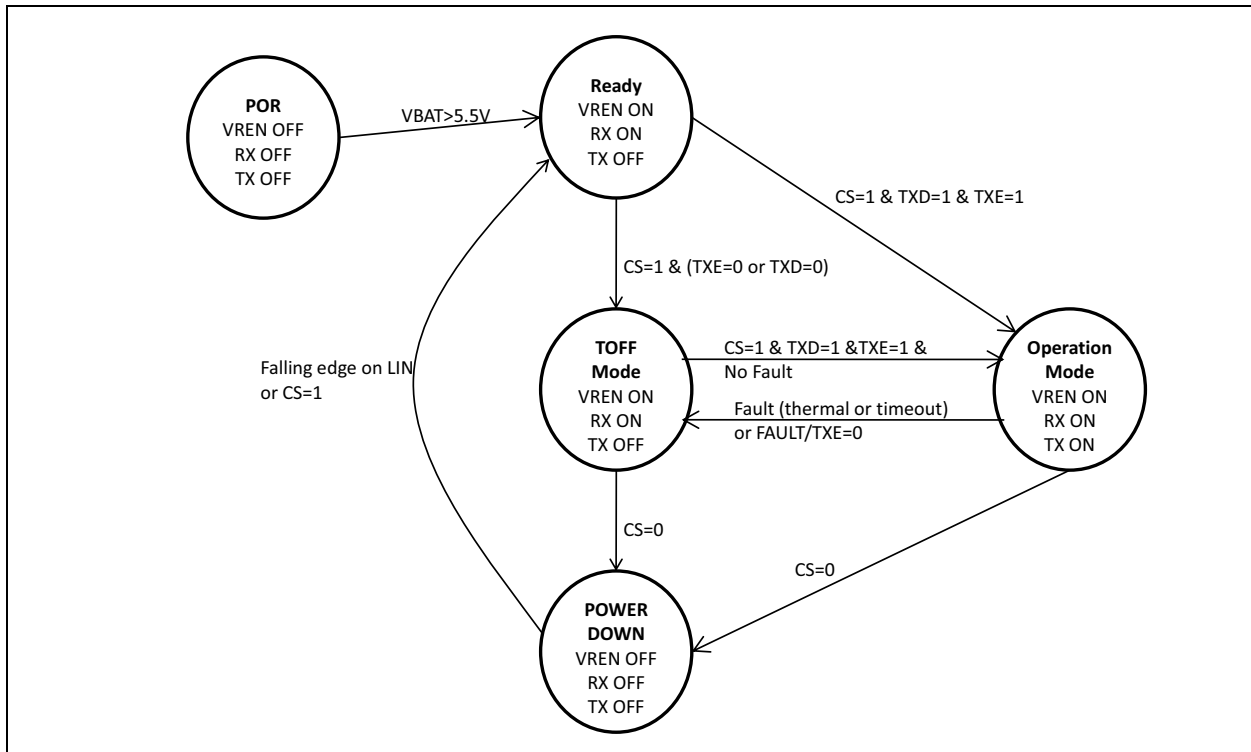 POR
VREN OFF
RX OFF
TX OFF
VBAT>5.5V
Ready
VREN ON
RX ON
TX OFF
CS=1 & TXD=1 & TXE=1
CS=1 & (TXE=0 or TXD=0)
Falling edge on LIN
or CS=1
TOFF
Mode
VREN ON
RX ON
TX OFF
CS=1 & TXD=1 &TXE=1 &
No Fault
Fault (thermal or timeout)
or FAULT/TXE=0
Operation
Mode
VREN ON
RX ON
TX ON
CS=0
CS=0
POWER
DOWN
VREN OFF
RX OFF
TX OFF